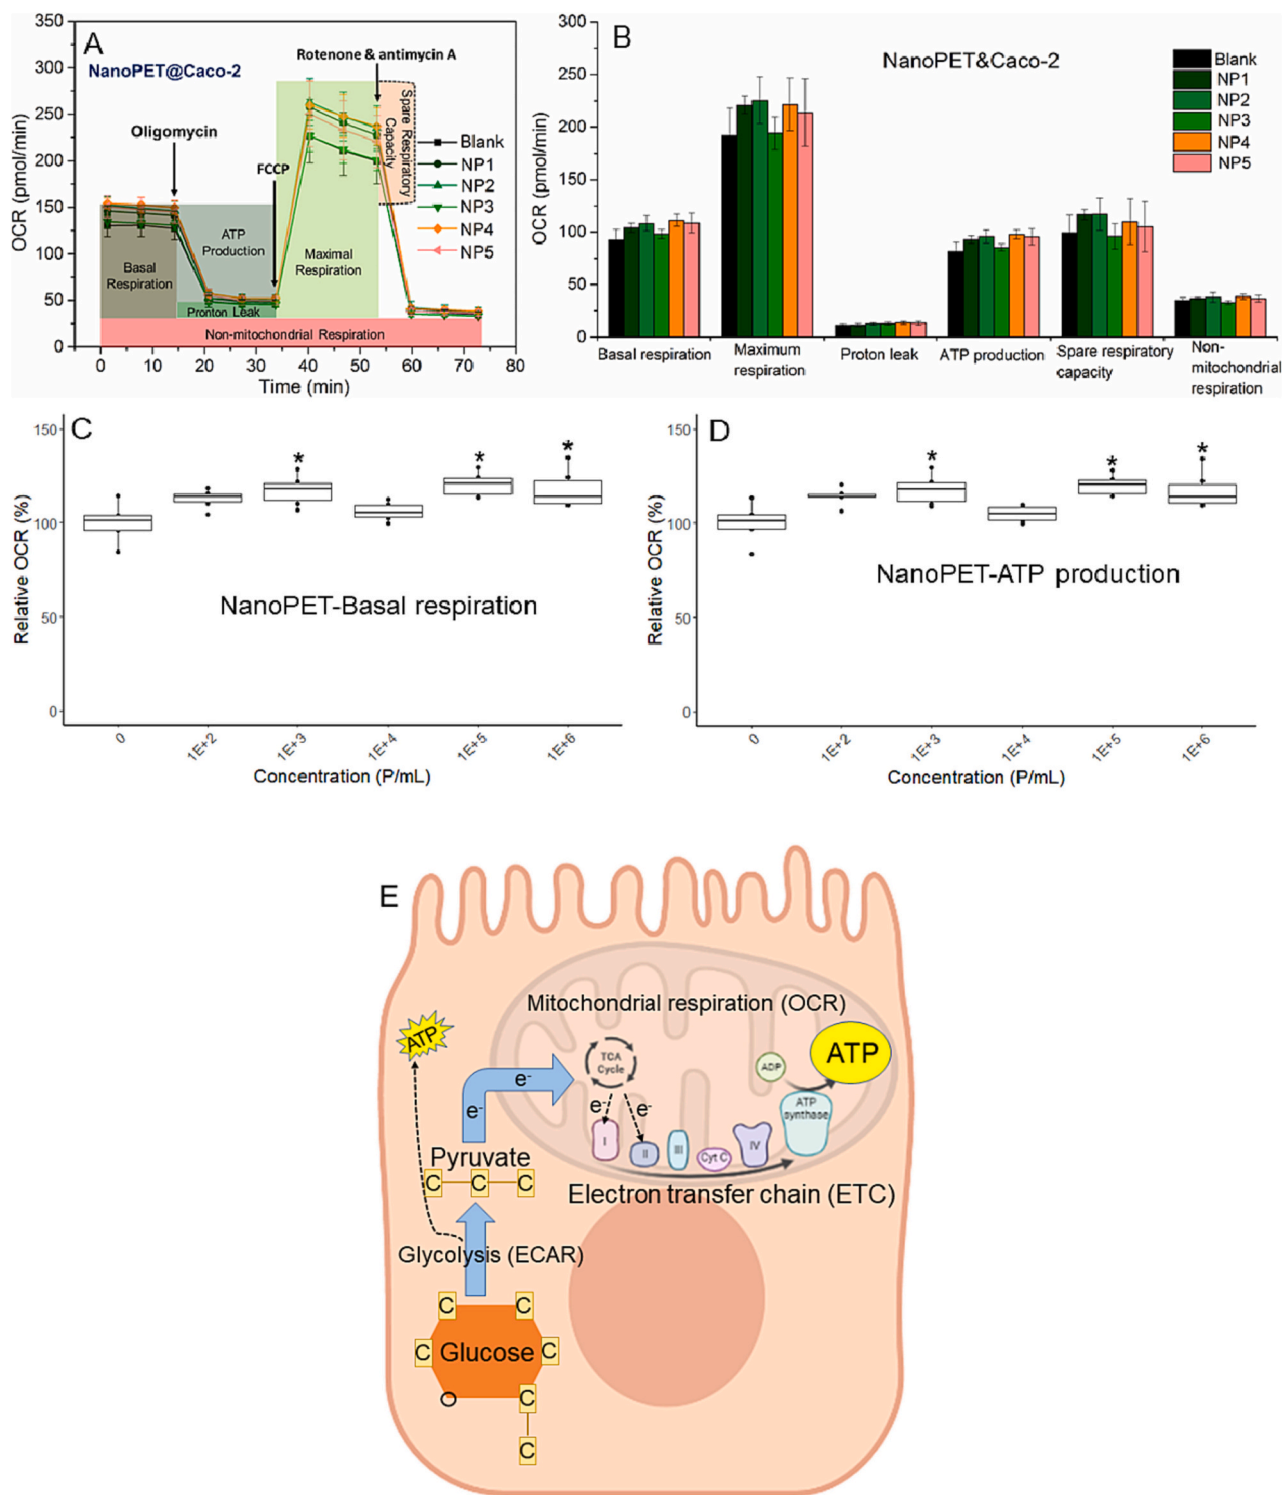 A
NanoPET@Caco-2
OCR (pmol/min)
350
300
250
200
150
100
50
0
Rotenone & antimycin A
Oligomycin
FCCP
Spare Respiratory
Capacity
Blank
NP1
NP2
NP3
NP4
NP5
ATP
Production
Basal
Respiration
Maximal
Respiration
Pronton Leak
Non-mitochndrial Respiration
0 10 20 30 40 50 60 70 80
Time (min)
B
NanoPET&Caco-2
OCR (pmol/min)
300
250
200
150
100
50
0
Blank
NP1
NP2
NP3
NP4
NP5
Basal respiration
Maximum
respiration
Proton leak
ATP production
Spare respiratory
capacity
Non-
mitochondrial
respiration
C
Relative OCR (%)
150
100
50
0
* * *
NanoPET-Basal respiration
0 1E+2 1E+3 1E+4 1E+5 1E+6
Concentration (P/mL)
D
Relative OCR (%)
150
100
50
0
* * *
NanoPET-ATP production
0 1E+2 1E+3 1E+4 1E+5 1E+6
Concentration (P/mL)
E
Mitochondrial respiration (OCR)
ATP
TCA
Cycle
ADP
ATP
e-
e-
e-
e-
ATP
synthase
I
II
III
Cyt C
IV
Pyruvate
C C C
Electron transfer chain (ETC)
Glycolysis (ECAR)
C C
C Glucose C
O C
C